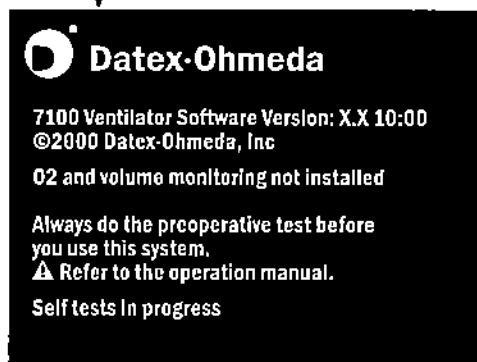 Datex-Ohmeda
7100 Ventilator Software Version: X.X 10:00
©2000 Datex-Ohmeda, Inc
O2 and volume monitoring not installed
Always do the preoperative test before
you use this system.
⚠ Refer to the operation manual.
Self tests in progress